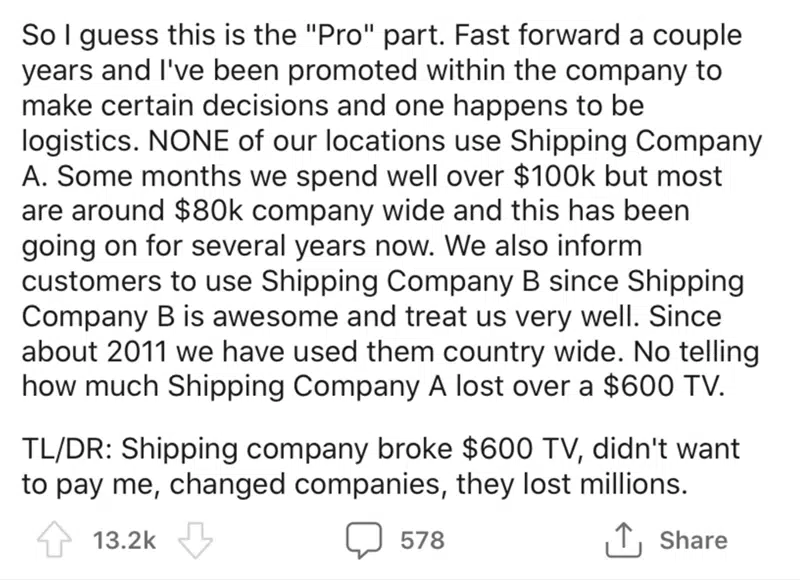 So I guess this is the "Pro" part. Fast forward a couple
years and I've been promoted within the company to
make certain decisions and one happens to be
logistics. NONE of our locations use Shipping Company
A. Some months we spend well over $100k but most
are around $80k company wide and this has been
going on for several years now. We also inform
customers to use Shipping Company B since Shipping
Company B is awesome and treat us very well. Since
about 2011 we have used them country wide. No telling
how much Shipping Company A lost over a $600 TV.
TL/DR: Shipping company broke $600 TV, didn't want
to pay me, changed companies, they lost millions.
13.2k 578 Share